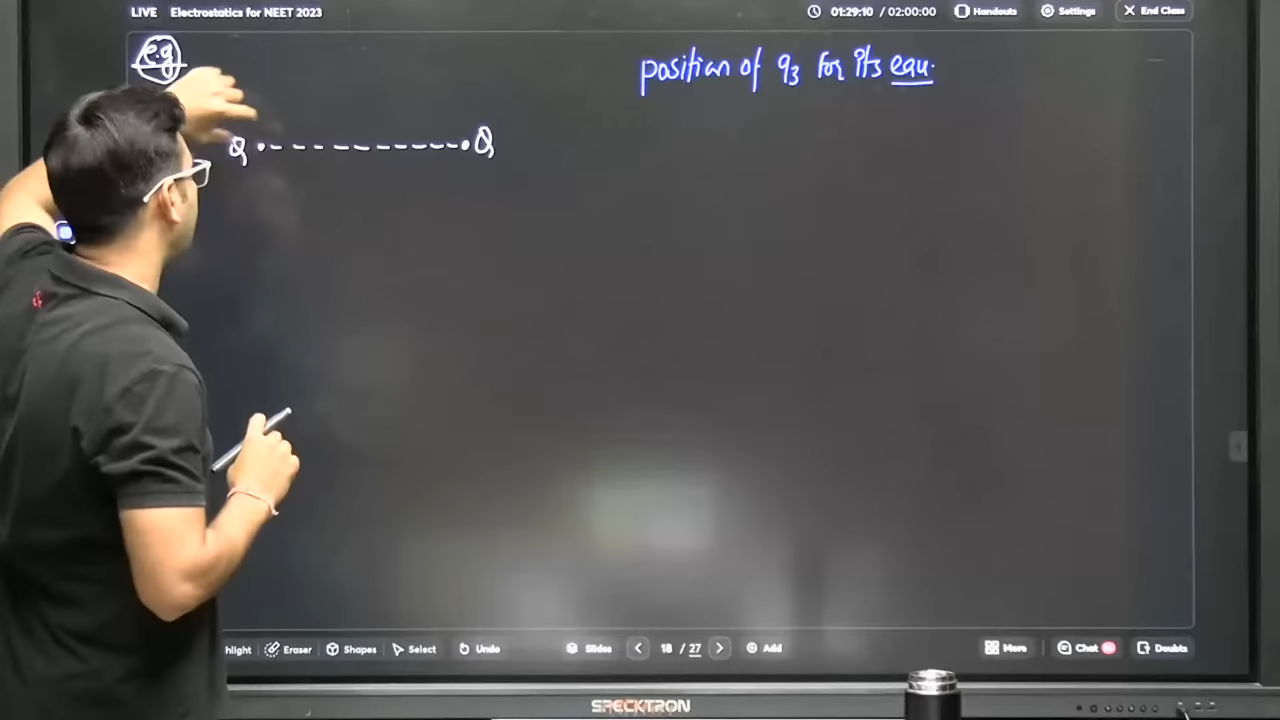 LIVE Electrostatics for NEET 2023
01:29:10 / 02:00:00 Handouts Settings End Class
e.g
position of q3 for its equ.
Q Q
hlight Eraser Shapes Select Undo Slides 18 / 27 Add More Chat Doubts
SPECKTRON